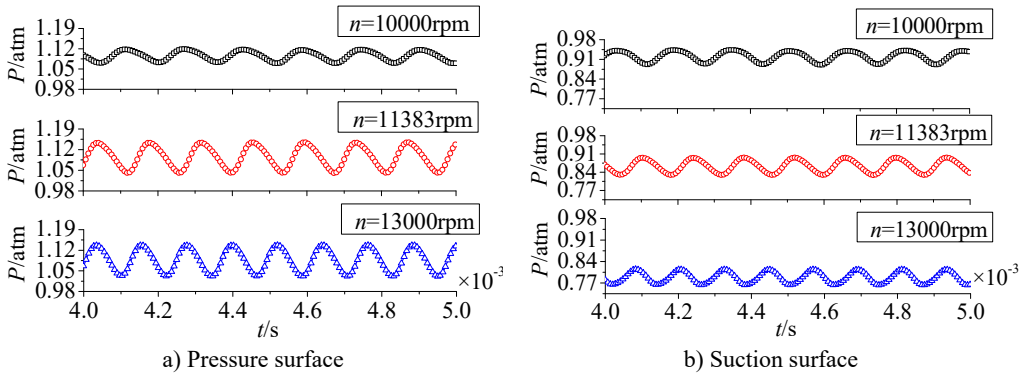 n=10000rpm
P/atm
1.19
1.12
1.05
0.98
n=11383rpm
P/atm
1.19
1.12
1.05
0.98
n=13000rpm
P/atm
1.19
1.12
1.05
0.98
×10⁻³
4.0 4.2 4.4 4.6 4.8 5.0
t/s
a) Pressure surface
n=10000rpm
P/atm
0.98
0.91
0.84
0.77
n=11383rpm
P/atm
0.98
0.91
0.84
0.77
n=13000rpm
P/atm
0.98
0.91
0.84
0.77
×10⁻³
4.0 4.2 4.4 4.6 4.8 5.0
t/s
b) Suction surface